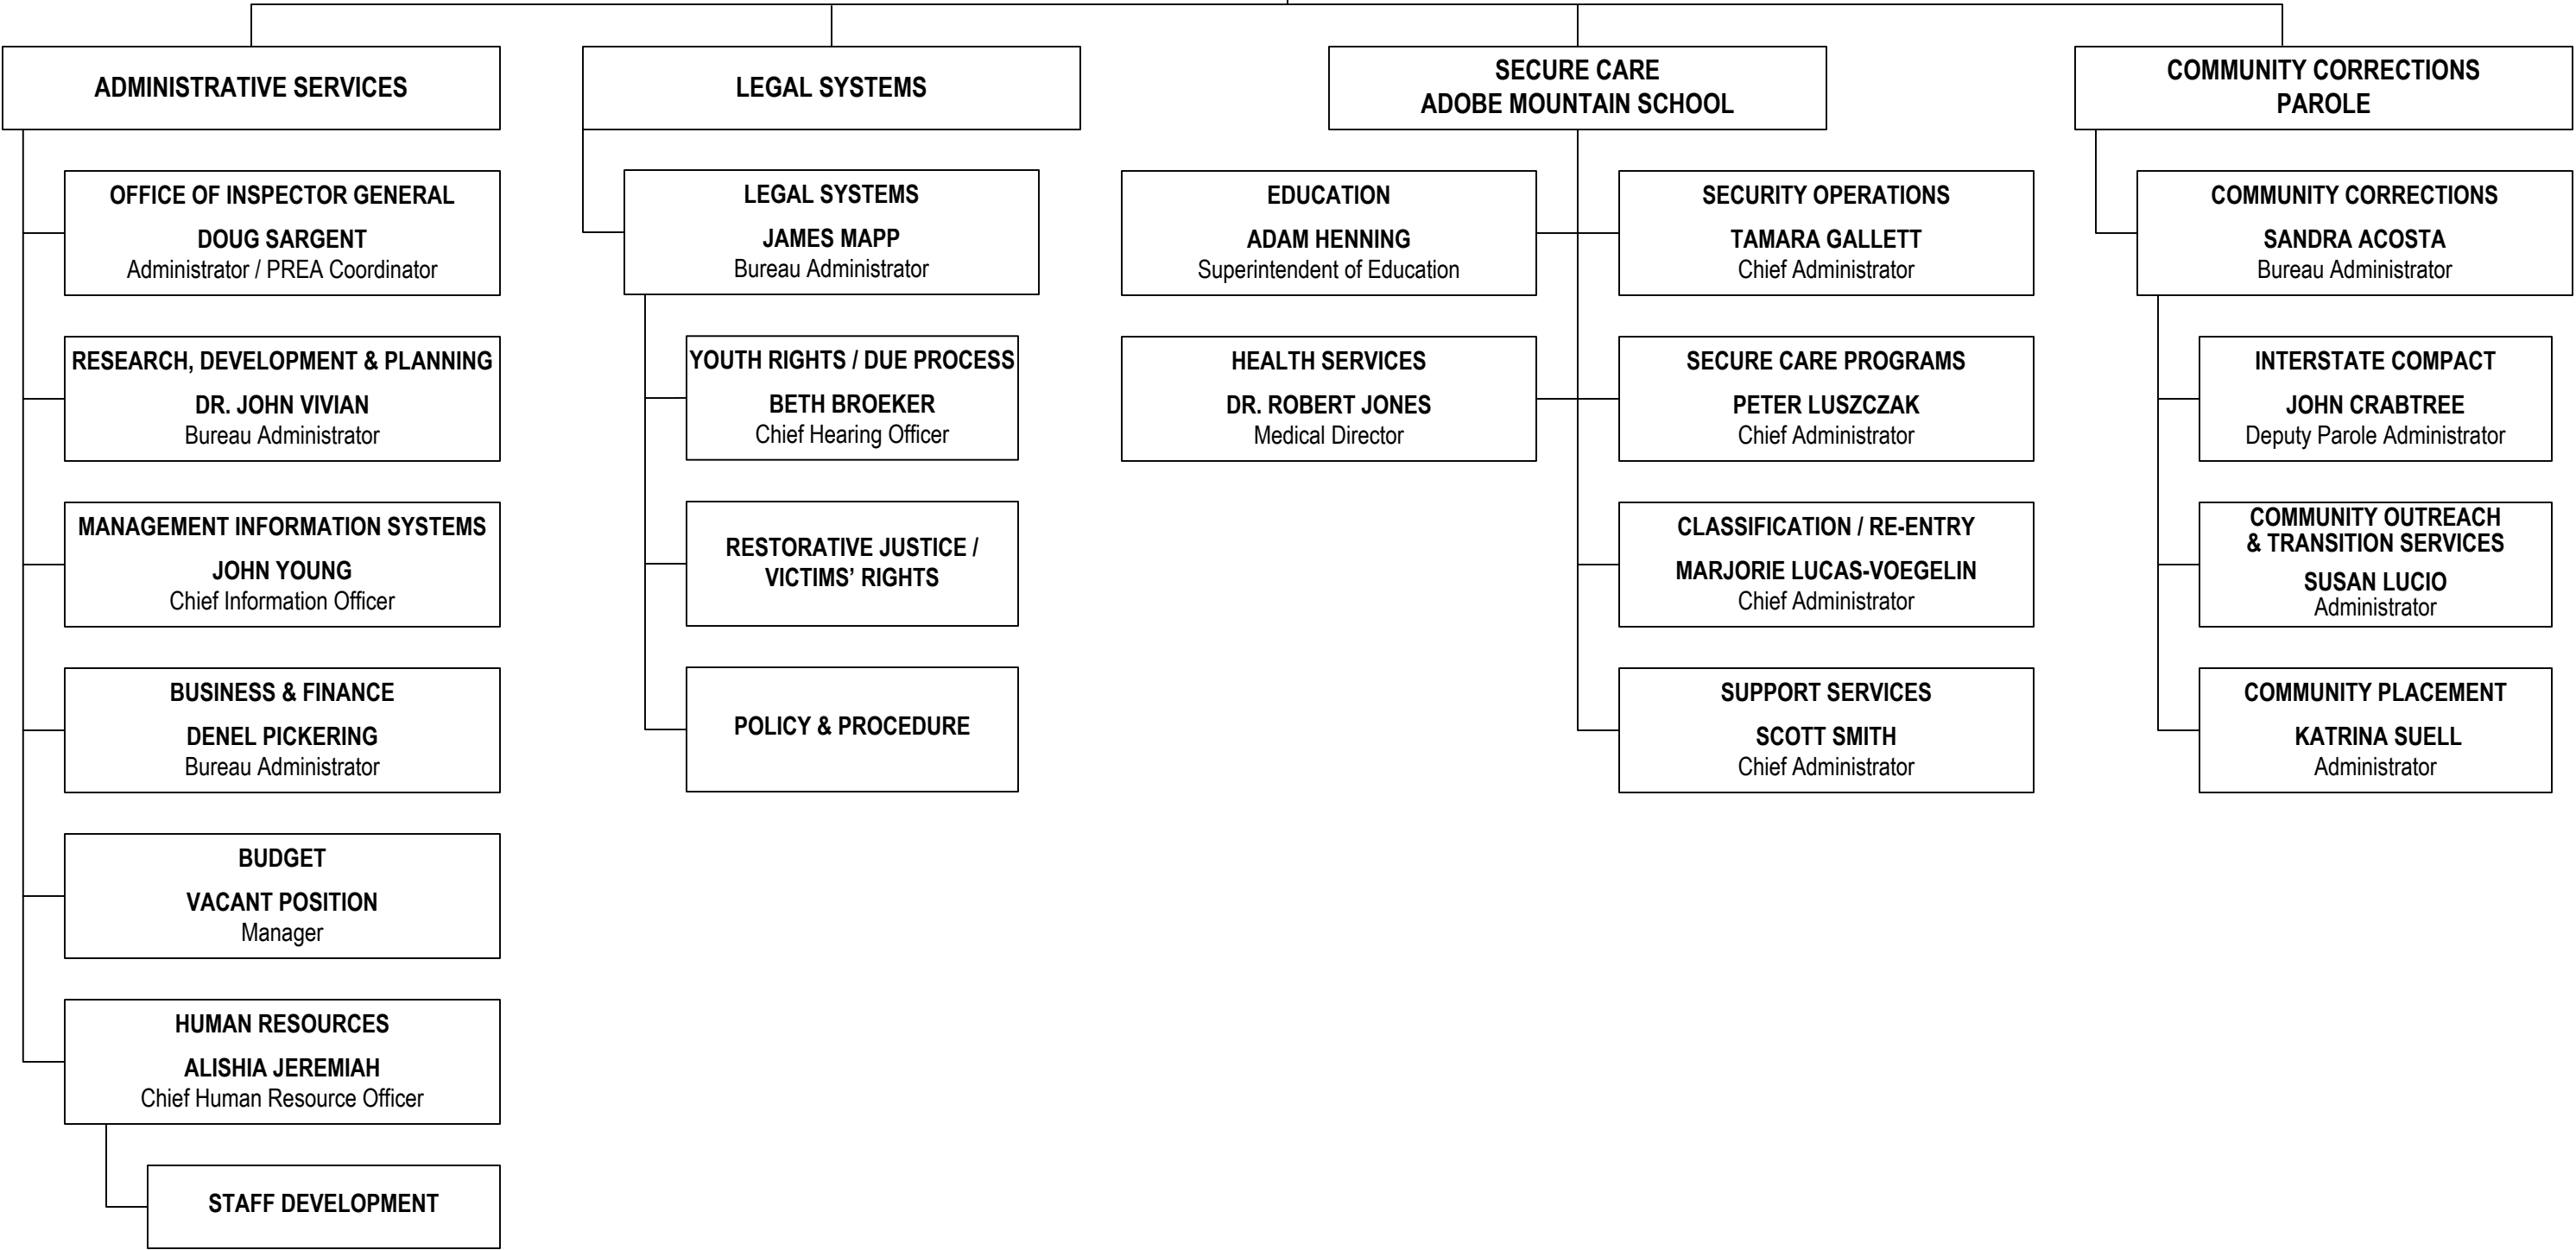 ADMINISTRATIVE SERVICES
OFFICE OF INSPECTOR GENERAL
DOUG SARGENT
Administrator / PREA Coordinator
RESEARCH, DEVELOPMENT & PLANNING
DR. JOHN VIVIAN
Bureau Administrator
MANAGEMENT INFORMATION SYSTEMS
JOHN YOUNG
Chief Information Officer
BUSINESS & FINANCE
DENEL PICKERING
Bureau Administrator
BUDGET
VACANT POSITION
Manager
HUMAN RESOURCES
ALISHIA JEREMIAH
Chief Human Resource Officer
STAFF DEVELOPMENT
LEGAL SYSTEMS
LEGAL SYSTEMS
JAMES MAPP
Bureau Administrator
YOUTH RIGHTS / DUE PROCESS
BETH BROEKER
Chief Hearing Officer
RESTORATIVE JUSTICE /
VICTIMS’ RIGHTS
POLICY & PROCEDURE
SECURE CARE
ADOBE MOUNTAIN SCHOOL
EDUCATION
ADAM HENNING
Superintendent of Education
HEALTH SERVICES
DR. ROBERT JONES
Medical Director
SECURITY OPERATIONS
TAMARA GALLETT
Chief Administrator
SECURE CARE PROGRAMS
PETER LUSZCZAK
Chief Administrator
CLASSIFICATION / RE-ENTRY
MARJORIE LUCAS-VOEGELIN
Chief Administrator
SUPPORT SERVICES
SCOTT SMITH
Chief Administrator
COMMUNITY CORRECTIONS
PAROLE
COMMUNITY CORRECTIONS
SANDRA ACOSTA
Bureau Administrator
INTERSTATE COMPACT
JOHN CRABTREE
Deputy Parole Administrator
COMMUNITY OUTREACH
& TRANSITION SERVICES
SUSAN LUCIO
Administrator
COMMUNITY PLACEMENT
KATRINA SUELL
Administrator